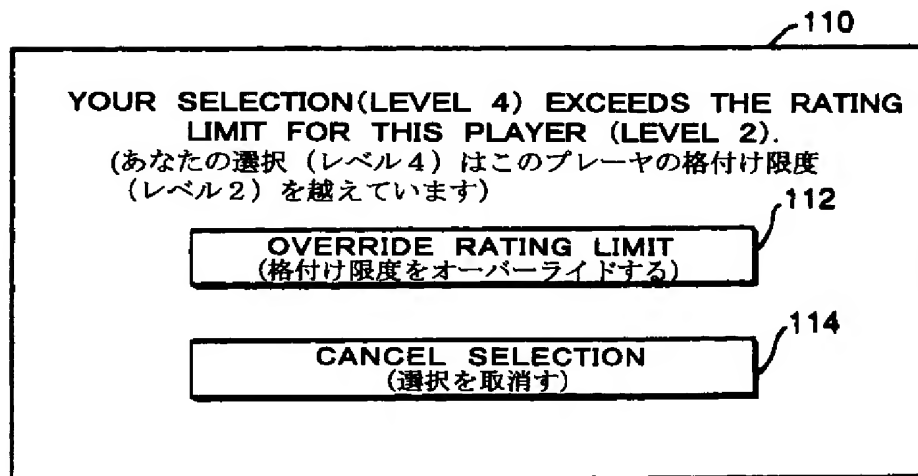 110
YOUR SELECTION(LEVEL 4) EXCEEDS THE RATING
LIMIT FOR THIS PLAYER (LEVEL 2).
(あなたの選択（レベル４）はこのプレーヤの格付け限度
（レベル２）を越えています)
112
OVERRIDE RATING LIMIT
(格付け限度をオーバーライドする)
114
CANCEL SELECTION
(選択を取消す)